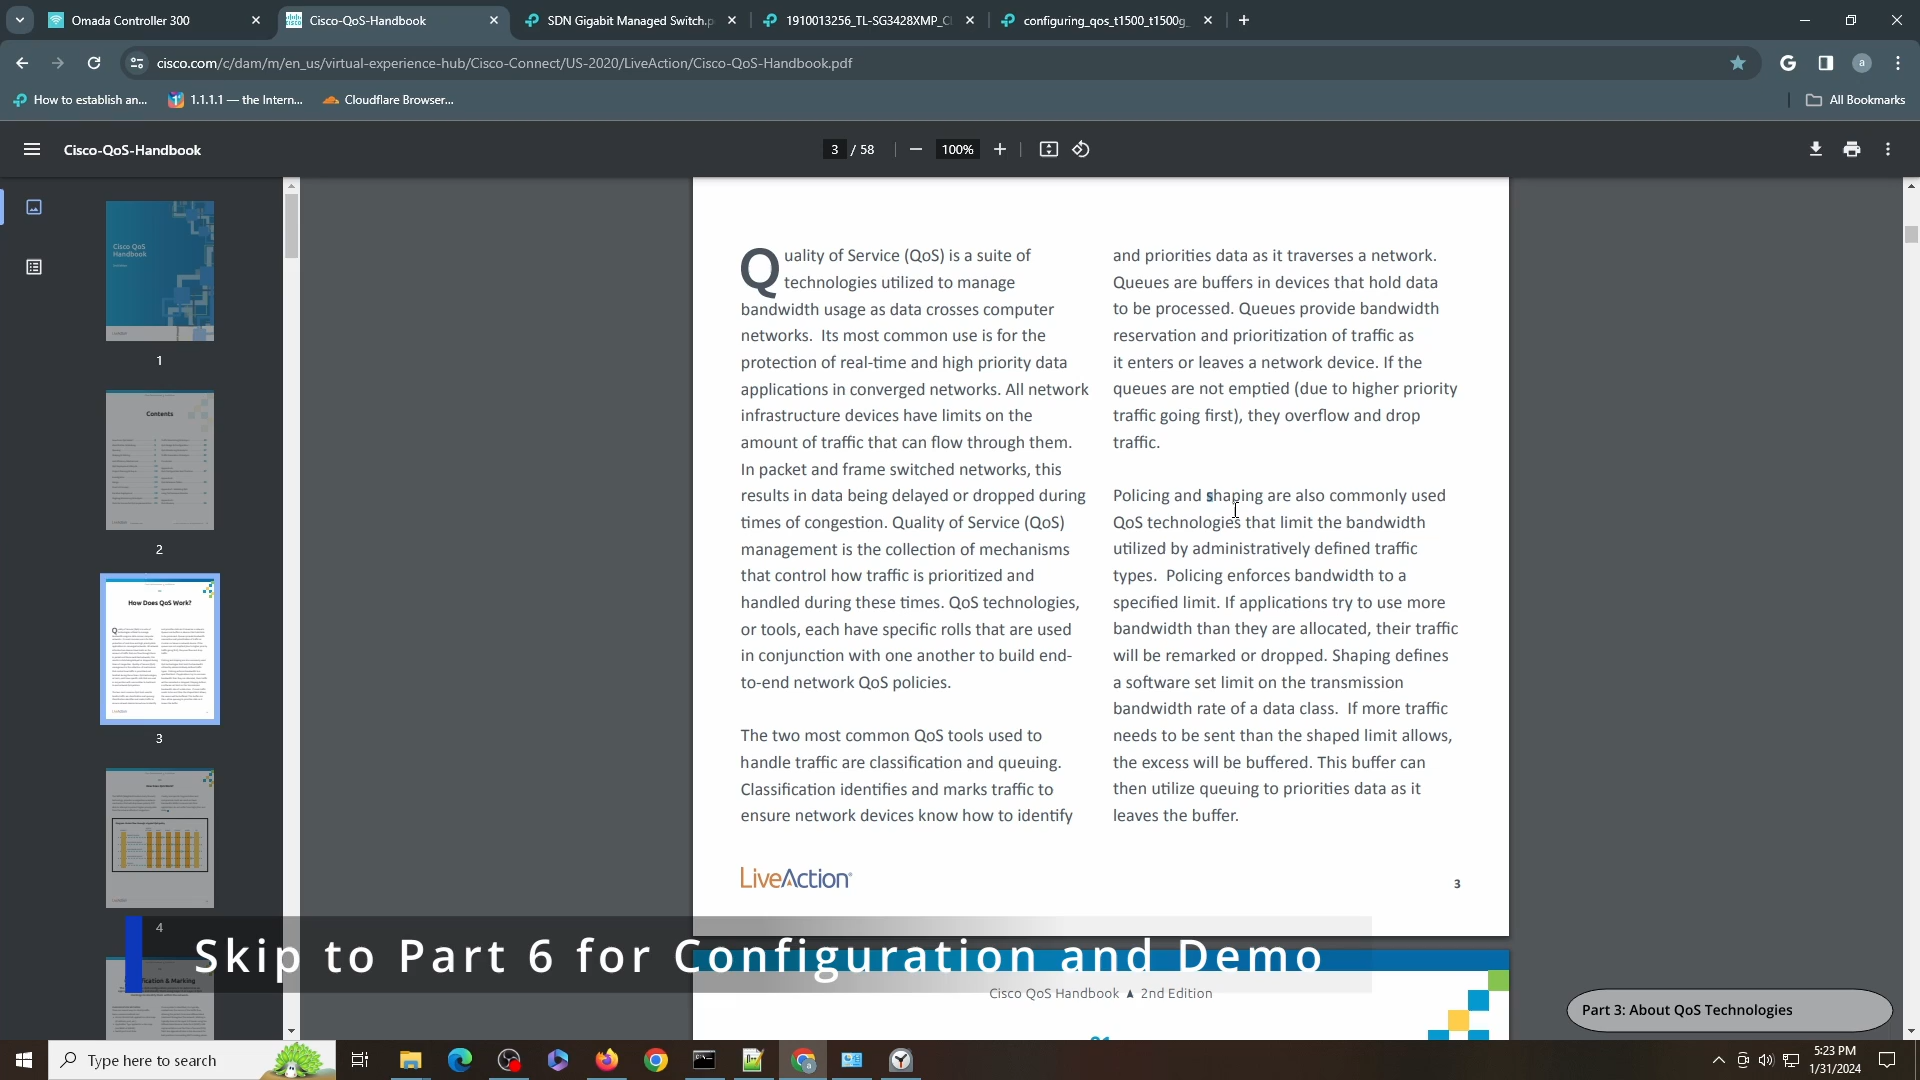 Omada Controller 300
Cisco-QoS-Handbook
SDN Gigabit Managed Switch.p
1910013256_TL-SG3428XMP_C
configuring_qos_t1500_t1500g_
cisco.com/c/dam/m/en_us/virtual-experience-hub/Cisco-Connect/US-2020/LiveAction/Cisco-QoS-Handbook.pdf
a
How to establish an...
1.1.1.1 — the Intern...
Cloudflare Browser...
All Bookmarks
Cisco-QoS-Handbook
3 / 58
100%
Cisco QoS
Handbook
1
Contents
2
How Does QoS Work?
3
4
fication & Marking
Quality of Service (QoS) is a suite of
technologies utilized to manage
bandwidth usage as data crosses computer
networks.  Its most common use is for the
protection of real-time and high priority data
applications in converged networks. All network
infrastructure devices have limits on the
amount of traffic that can flow through them.
In packet and frame switched networks, this
results in data being delayed or dropped during
times of congestion. Quality of Service (QoS)
management is the collection of mechanisms
that control how traffic is prioritized and
handled during these times. QoS technologies,
or tools, each have specific rolls that are used
in conjunction with one another to build end-
to-end network QoS policies.
The two most common QoS tools used to
handle traffic are classification and queuing.
Classification identifies and marks traffic to
ensure network devices know how to identify
and priorities data as it traverses a network.
Queues are buffers in devices that hold data
to be processed. Queues provide bandwidth
reservation and prioritization of traffic as
it enters or leaves a network device. If the
queues are not emptied (due to higher priority
traffic going first), they overflow and drop
traffic.
Policing and shaping are also commonly used
QoS technologies that limit the bandwidth
utilized by administratively defined traffic
types.  Policing enforces bandwidth to a
specified limit. If applications try to use more
bandwidth than they are allocated, their traffic
will be remarked or dropped. Shaping defines
a software set limit on the transmission
bandwidth rate of a data class.  If more traffic
needs to be sent than the shaped limit allows,
the excess will be buffered. This buffer can
then utilize queuing to priorities data as it
leaves the buffer.
LiveAction
3
Skip to Part 6 for Configuration and Demo
Cisco QoS Handbook ▲ 2nd Edition
Part 3: About QoS Technologies
Type here to search
5:23 PM
1/31/2024